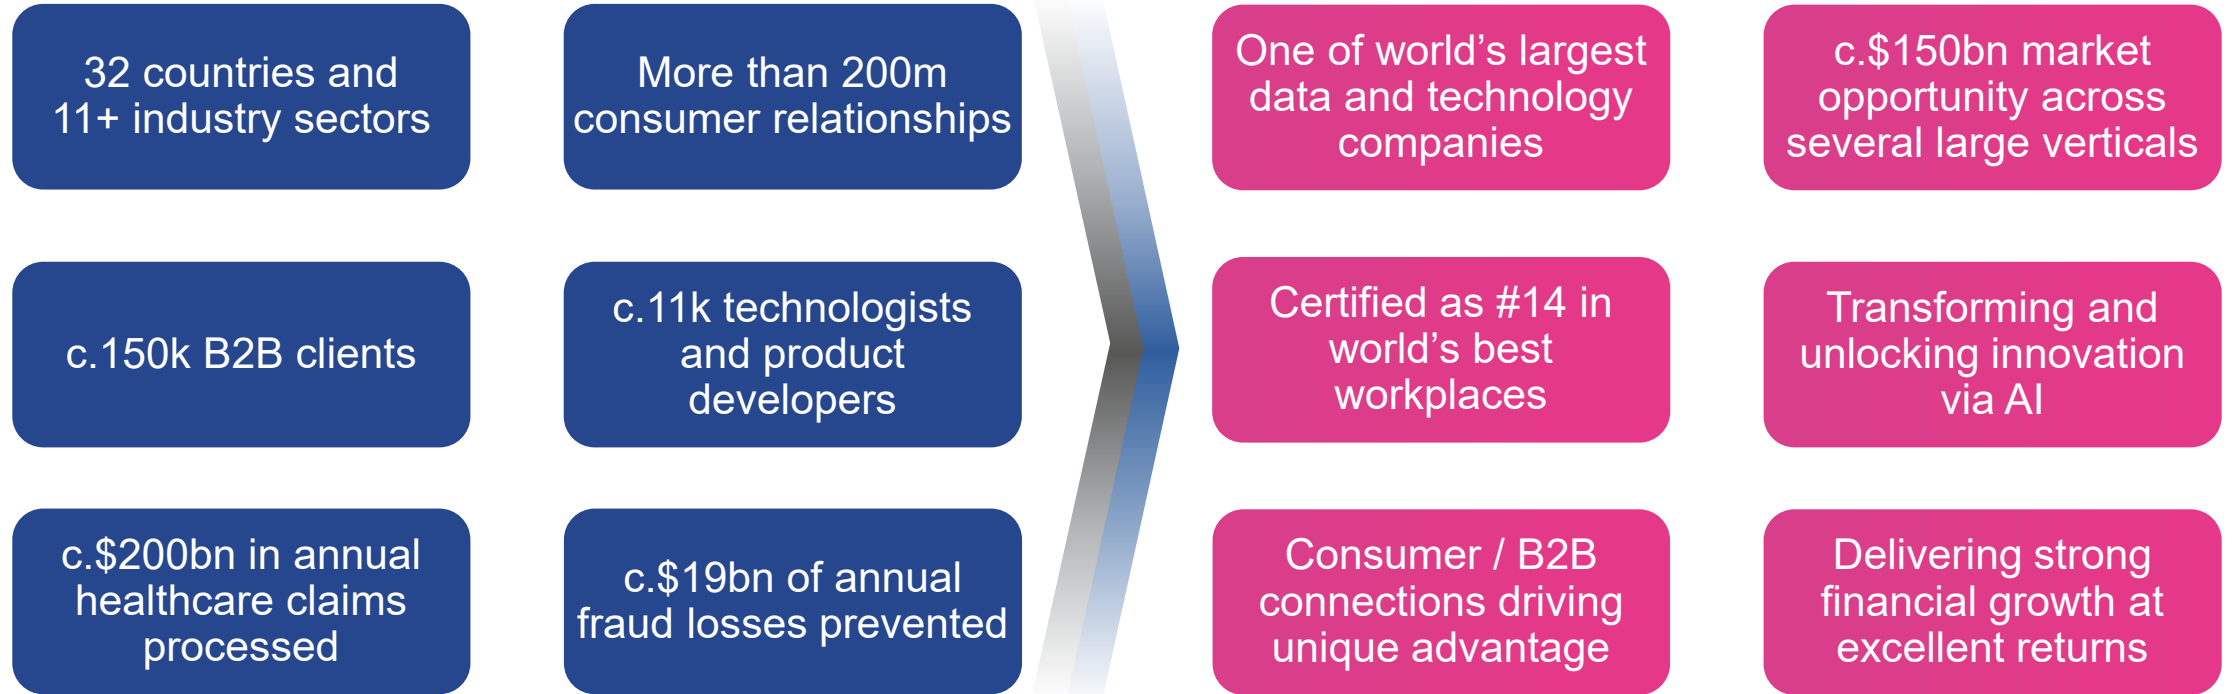 32 countries and
11+ industry sectors
More than 200m
consumer relationships
One of world’s largest
data and technology
companies
c.$150bn market
opportunity across
several large verticals
c.150k B2B clients
c.11k technologists
and product
developers
Certified as #14 in
world’s best
workplaces
Transforming and
unlocking innovation
via AI
c.$200bn in annual
healthcare claims
processed
c.$19bn of annual
fraud losses prevented
Consumer / B2B
connections driving
unique advantage
Delivering strong
financial growth at
excellent returns